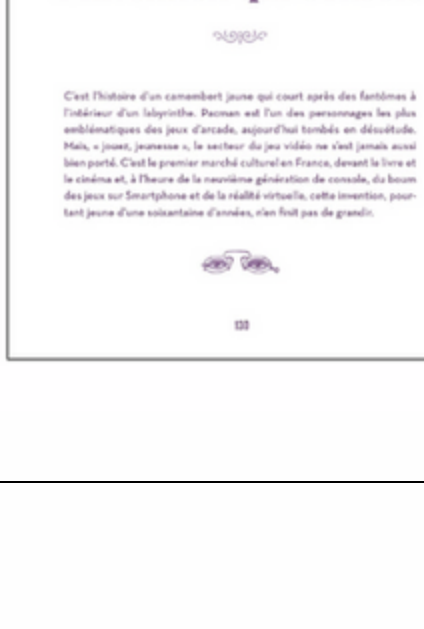 C'est l'histoire d'un camembert jaune qui court après des fantômes à
l'intérieur d'un labyrinthe. Pacman est l'un des personnages les plus
emblématiques des jeux d'arcade, aujourd'hui tombés en désuétude.
Mais, « jouez, jeunesse », le secteur du jeu vidéo ne s'est jamais aussi
bien porté. C'est le premier marché culturel en France, devant le livre et
le cinéma et, à l'heure de la neuvième génération de console, du boum
des jeux sur Smartphone et de la réalité virtuelle, cette invention, pour-
tant jeune d'une soixantaine d'années, n'en finit pas de grandir.
130